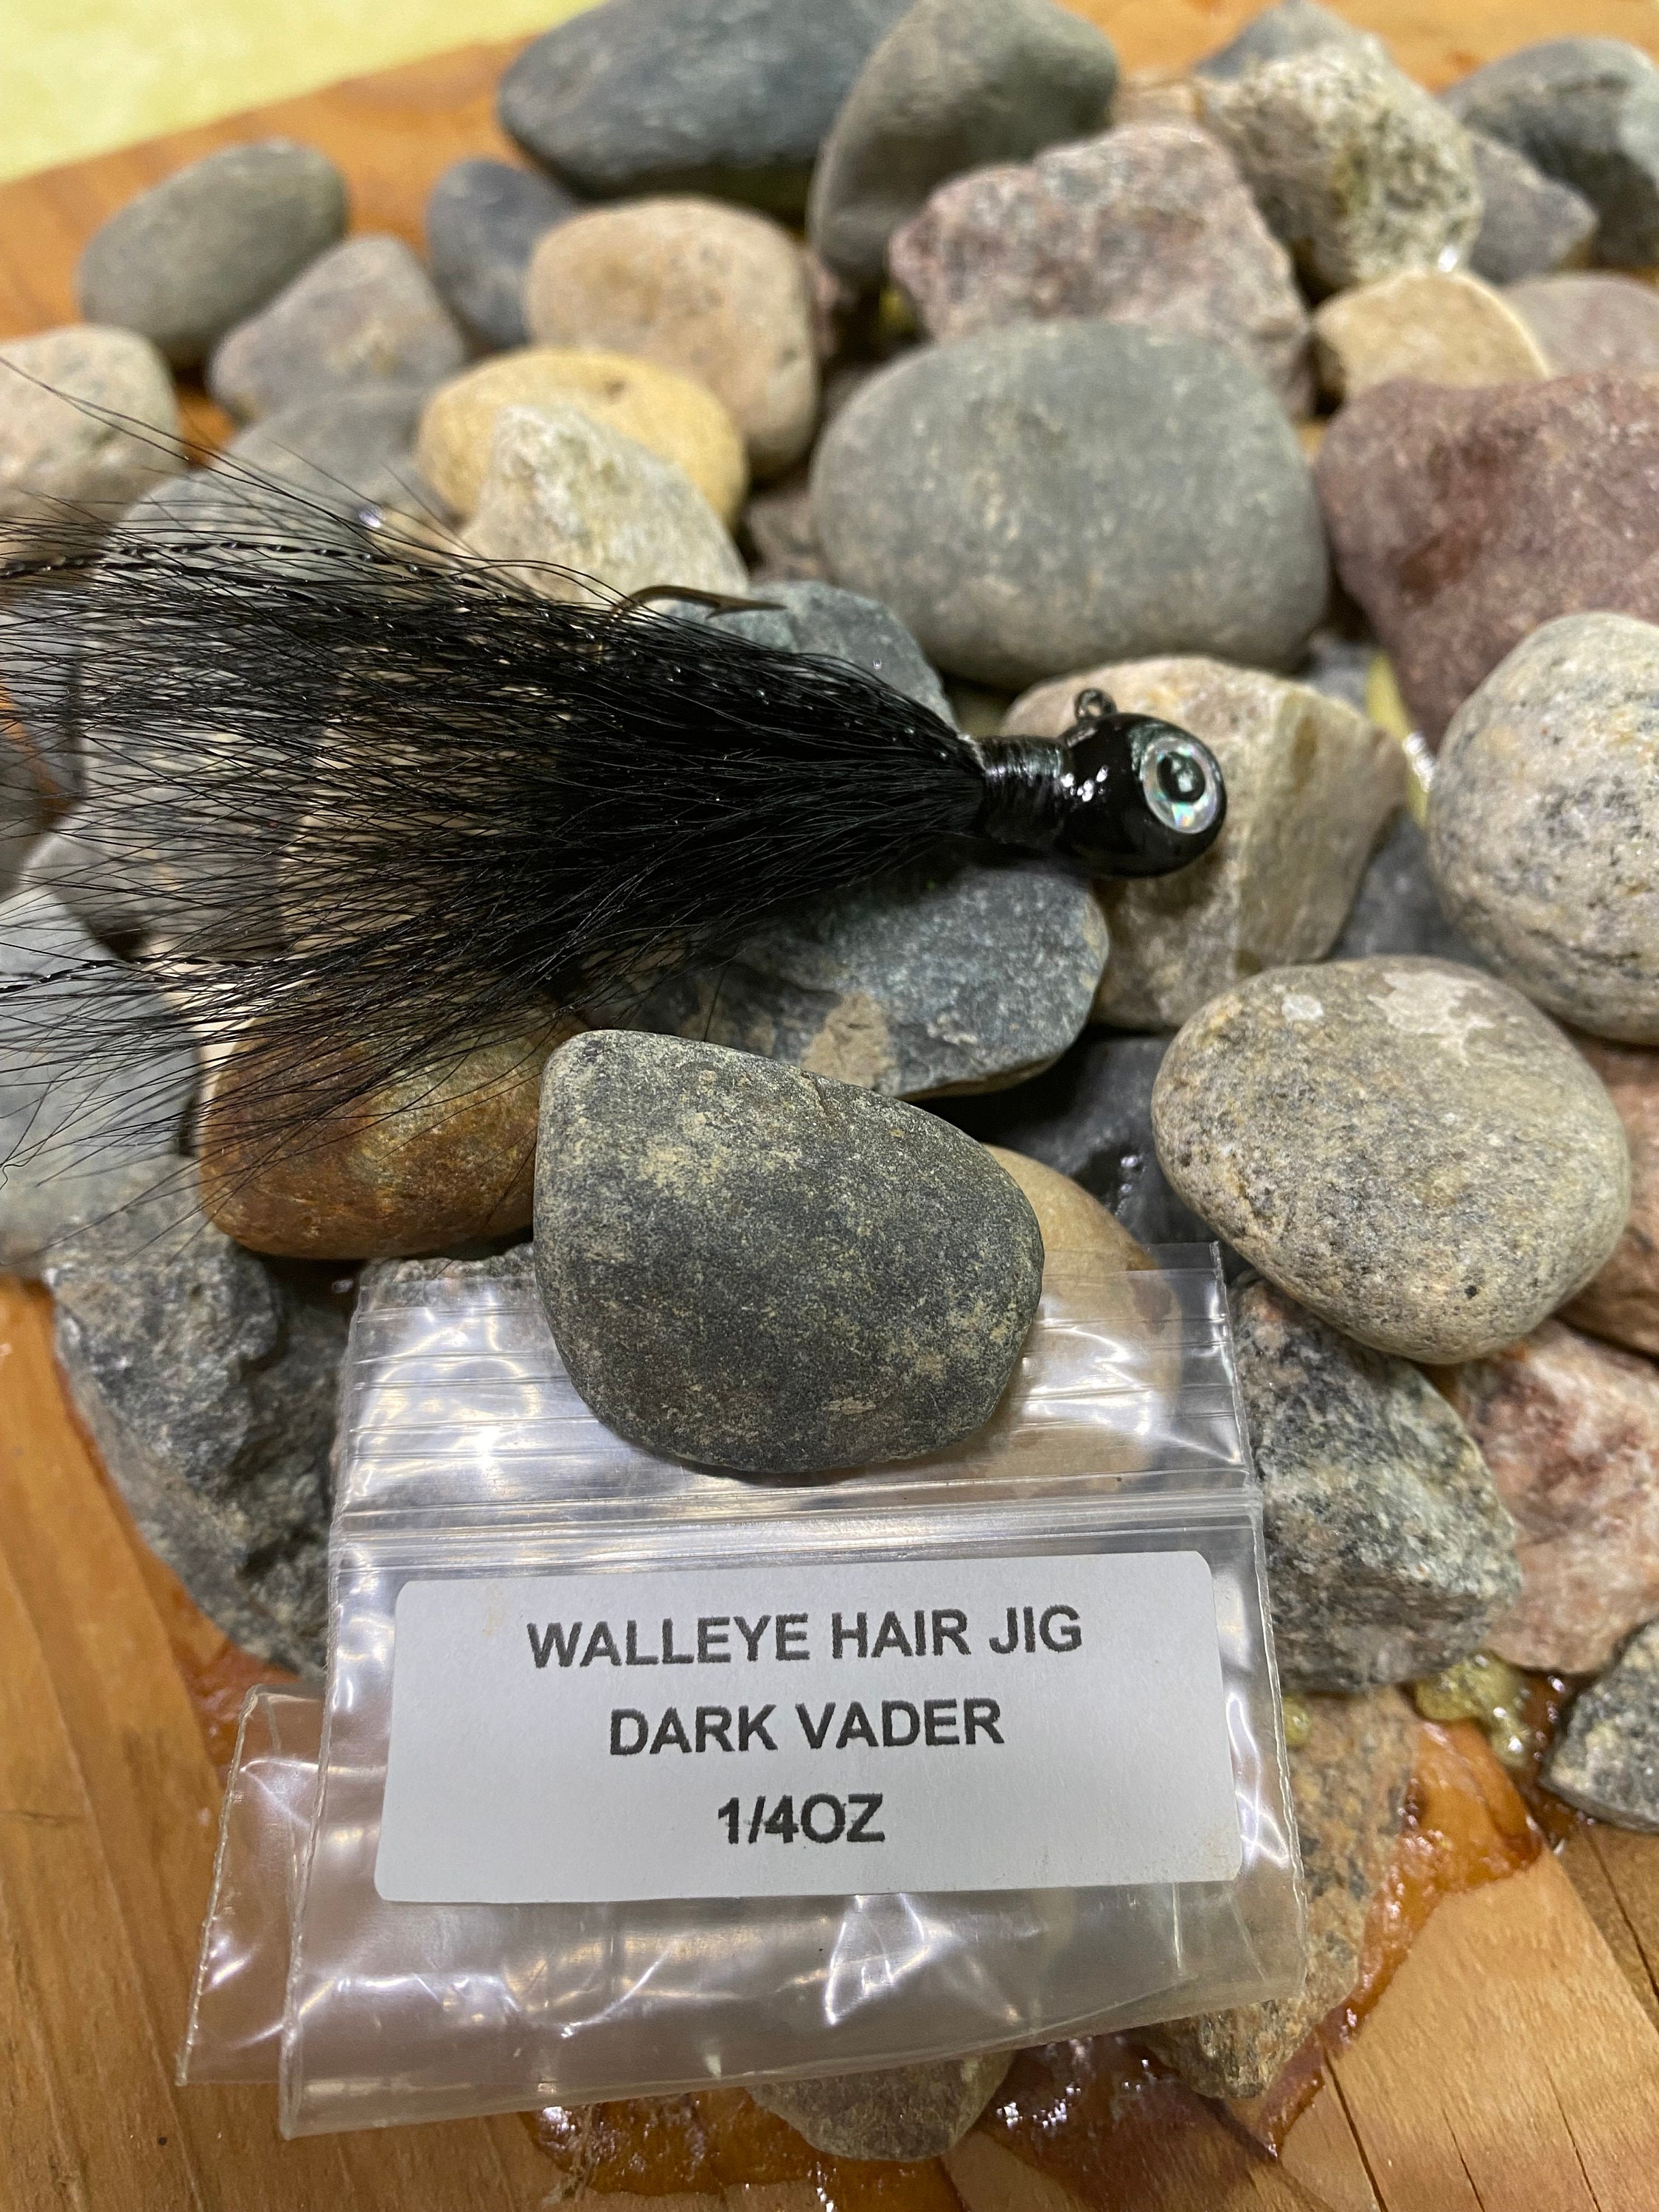 WALLEYE HAIR JIG
DARK VADER
1/4OZ